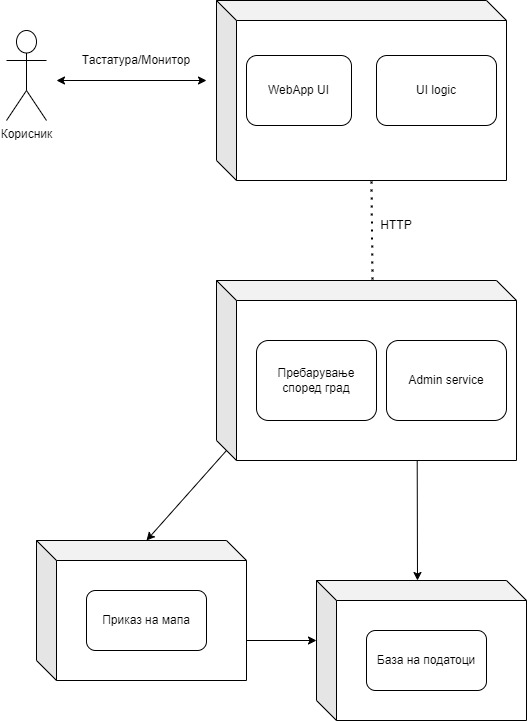 Тастатура/Монитор
Корисник
WebApp UI
UI logic
HTTP
Пребарување
според град
Admin service
Приказ на мапа
База на податоци